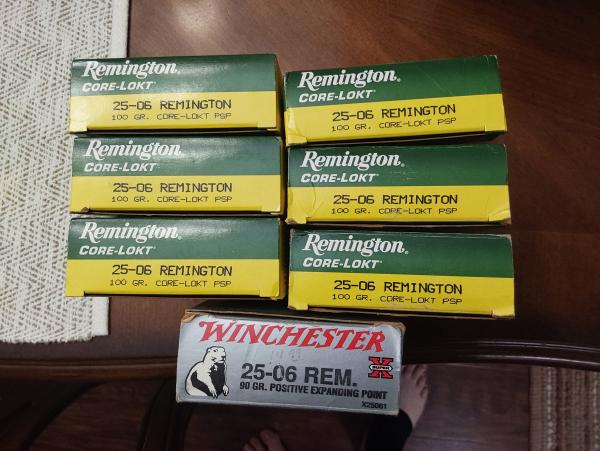 Remington.
CORE-LOKT
25-06 REMINGTON
100 GR. CORE-LOKT PSP
Remington.
CORE-LOKT
25-06 REMINGTON
100 GR. CORE-LOKT PSP
Remington.
CORE-LOKT
25-06 REMINGTON
100 GR. CORE-LOKT PSP
Remington.
CORE-LOKT
25-06 REMINGTON
100 GR. CORE-LOKT PSP
Remington.
CORE-LOKT
25-06 REMINGTON
100 GR. CORE-LOKT PSP
Remington.
CORE-LOKT
25-06 REMINGTON
100 GR. CORE-LOKT PSP
WINCHESTER
25-06 REM.
SUPER X
90 GR. POSITIVE EXPANDING POINT
X25061